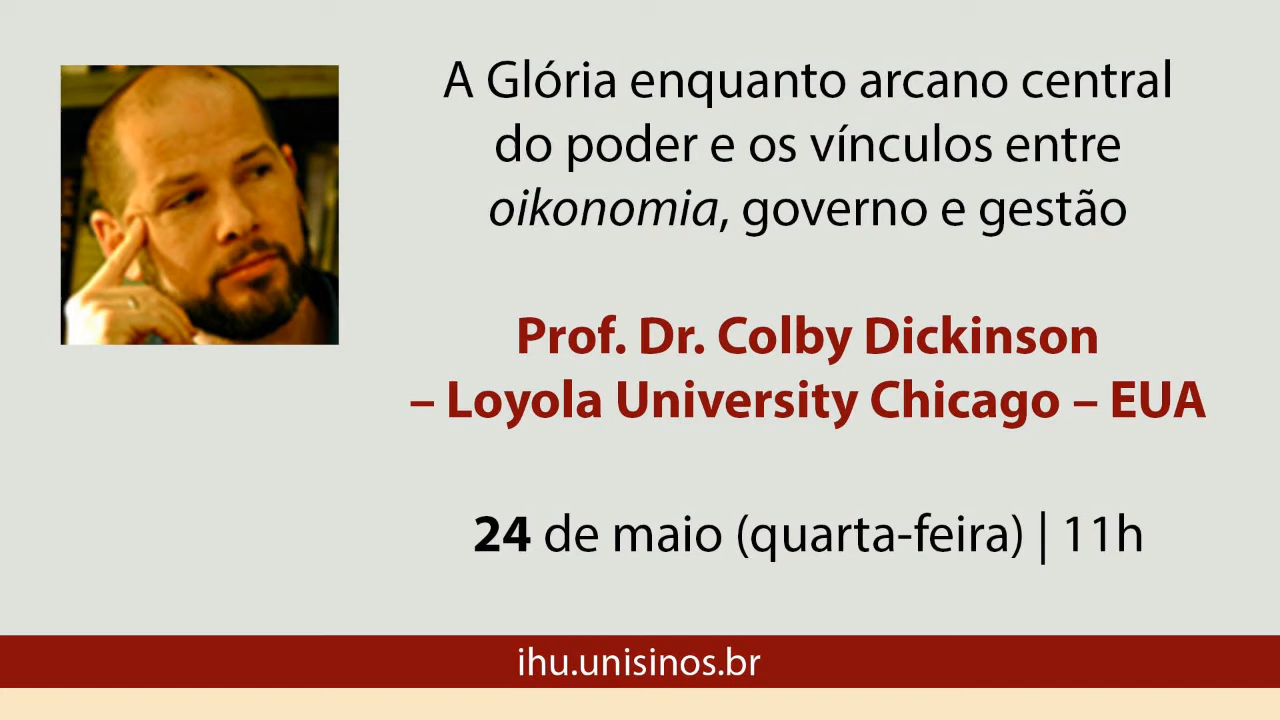 A Glória enquanto arcano central
do poder e os vínculos entre
oikonomia, governo e gestão
Prof. Dr. Colby Dickinson
– Loyola University Chicago – EUA
24 de maio (quarta-feira) | 11h
ihu.unisinos.br